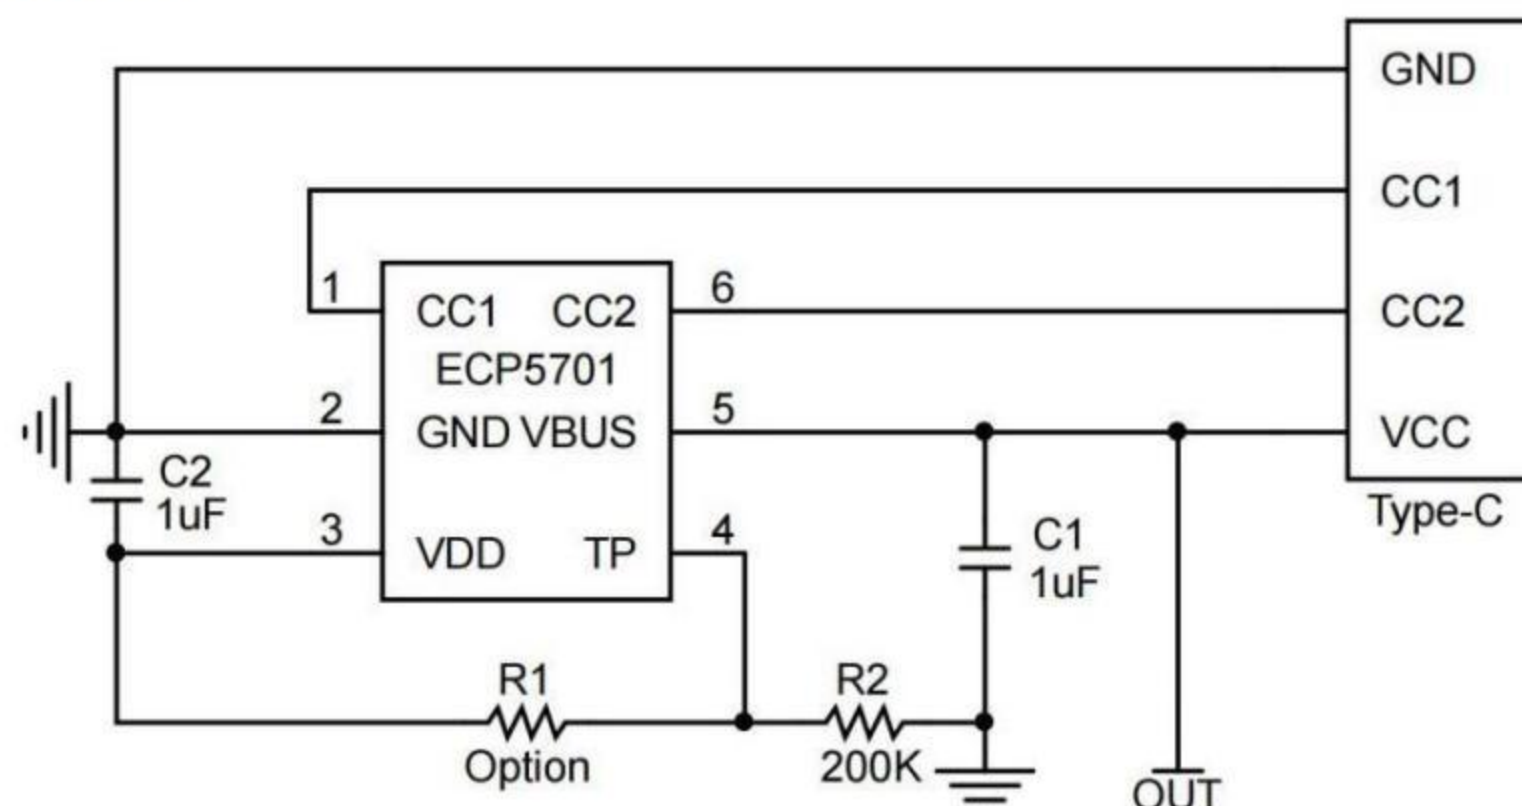 GND
CC1
1
6
CC1 CC2
CC2
ECP5701
2
5
GND VBUS
VCC
C2
1uF
Type-C
3
4
VDD TP
C1
1uF
R1
R2
Option
200K
OUT